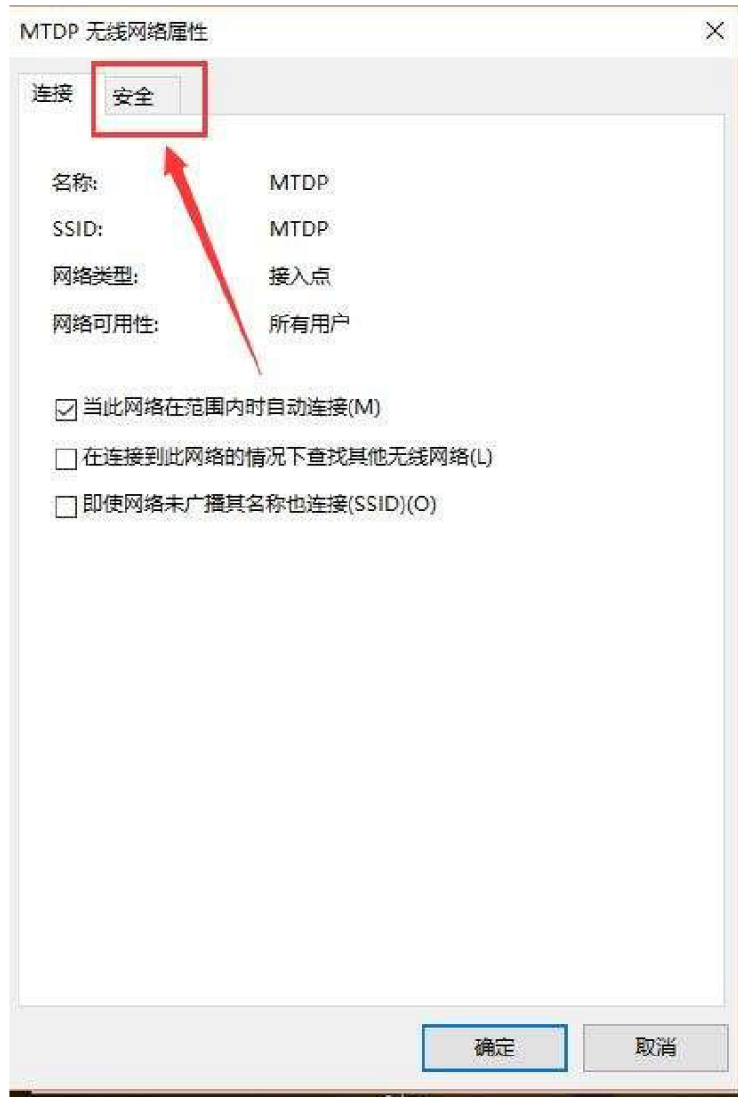 MTDP 无线网络属性
连接 安全
名称: MTDP
SSID: MTDP
网络类型: 接入点
网络可用性: 所有用户
当此网络在范围内时自动连接(M)
在连接到此网络的情况下查找其他无线网络(L)
即使网络未广播其名称也连接(SSID)(O)
确定 取消